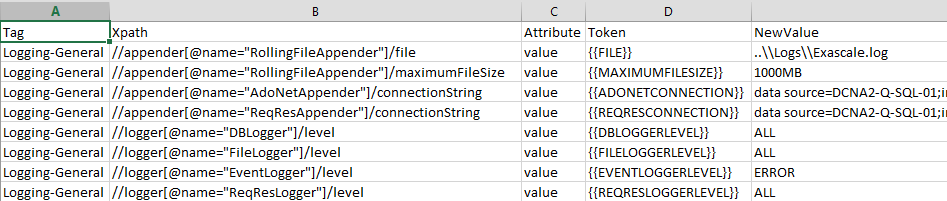 A B C D
Tag Xpath Attribute Token NewValue
Logging-General //appender[@name="RollingFileAppender"]/file value {{FILE}} ..\\Logs\\Exascale.log
Logging-General //appender[@name="RollingFileAppender"]/maximumFileSize value {{MAXIMUMFILESIZE}} 1000MB
Logging-General //appender[@name="AdoNetAppender"]/connectionString value {{ADONETCONNECTION}} data source=DCNA2-Q-SQL-01;
Logging-General //appender[@name="ReqResAppender"]/connectionString value {{REQRESCONNECTION}} data source=DCNA2-Q-SQL-01;
Logging-General //logger[@name="DBLogger"]/level value {{DBLOGGERLEVEL}} ALL
Logging-General //logger[@name="FileLogger"]/level value {{FILELOGGERLEVEL}} ALL
Logging-General //logger[@name="EventLogger"]/level value {{EVENTLOGGERLEVEL}} ERROR
Logging-General //logger[@name="ReqResLogger"]/level value {{REQRESLOGGERLEVEL}} ALL